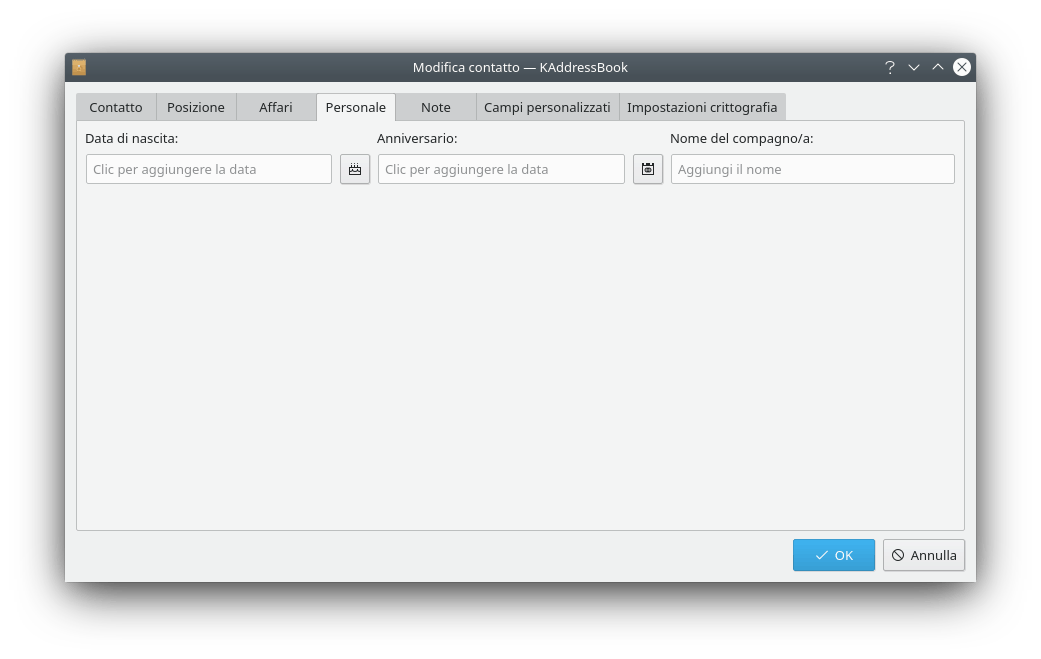 Modifica contatto — KAddressBook
Contatto Posizione Affari Personale Note Campi personalizzati Impostazioni crittografia
Data di nascita: Anniversario: Nome del compagno/a:
Clic per aggiungere la data Clic per aggiungere la data Aggiungi il nome
OK Annulla